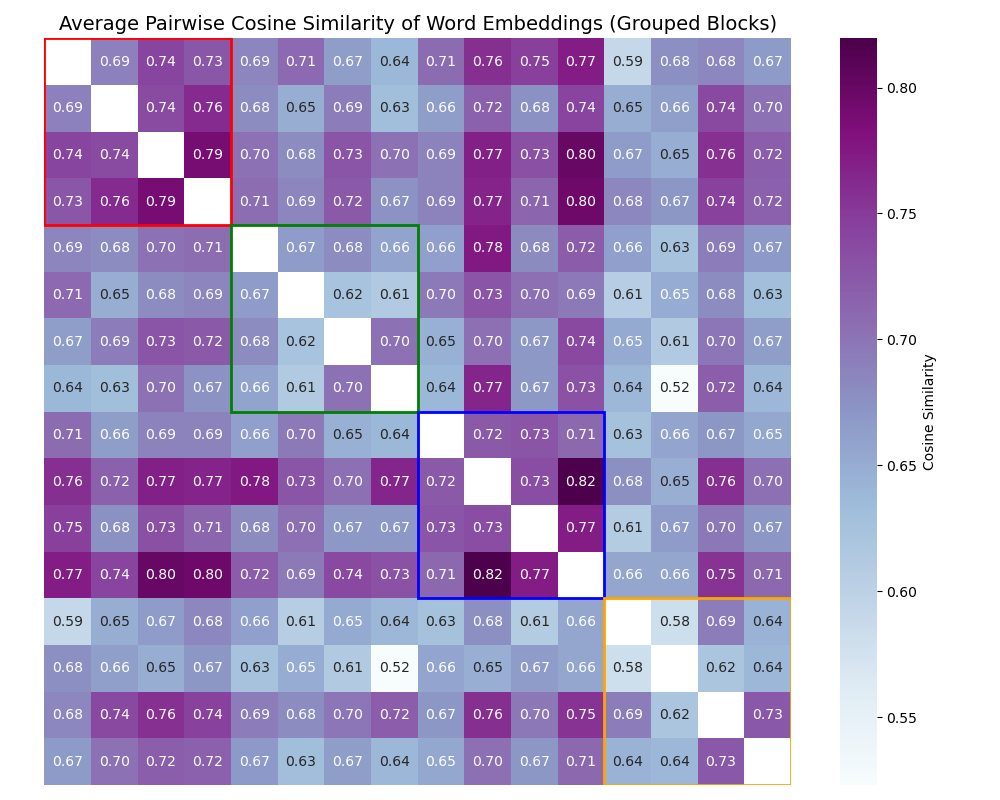 Average Pairwise Cosine Similarity of Word Embeddings (Grouped Blocks)
0.69 0.74 0.73 0.69 0.71 0.67 0.64 0.71 0.76 0.75 0.77 0.59 0.68 0.68 0.67
0.69 0.74 0.76 0.68 0.65 0.69 0.63 0.66 0.72 0.68 0.74 0.65 0.66 0.74 0.70
0.74 0.74 0.79 0.70 0.68 0.73 0.70 0.69 0.77 0.73 0.80 0.67 0.65 0.76 0.72
0.73 0.76 0.79 0.71 0.69 0.72 0.67 0.69 0.77 0.71 0.80 0.68 0.67 0.74 0.72
0.69 0.68 0.70 0.71 0.67 0.68 0.66 0.66 0.78 0.68 0.72 0.66 0.63 0.69 0.67
0.71 0.65 0.68 0.69 0.67 0.62 0.61 0.70 0.73 0.70 0.69 0.61 0.65 0.68 0.63
0.67 0.69 0.73 0.72 0.68 0.62 0.70 0.65 0.70 0.67 0.74 0.65 0.61 0.70 0.67
0.64 0.63 0.70 0.67 0.66 0.61 0.70 0.64 0.77 0.67 0.73 0.64 0.52 0.72 0.64
0.71 0.66 0.69 0.69 0.66 0.70 0.65 0.64 0.72 0.73 0.71 0.63 0.66 0.67 0.65
0.76 0.72 0.77 0.77 0.78 0.73 0.70 0.77 0.72 0.73 0.82 0.68 0.65 0.76 0.70
0.75 0.68 0.73 0.71 0.68 0.70 0.67 0.67 0.73 0.73 0.77 0.61 0.67 0.70 0.67
0.77 0.74 0.80 0.80 0.72 0.69 0.74 0.73 0.71 0.82 0.77 0.66 0.66 0.75 0.71
0.59 0.65 0.67 0.68 0.66 0.61 0.65 0.64 0.63 0.68 0.61 0.66 0.58 0.69 0.64
0.68 0.66 0.65 0.67 0.63 0.65 0.61 0.52 0.66 0.65 0.67 0.66 0.58 0.62 0.64
0.68 0.74 0.76 0.74 0.69 0.68 0.70 0.72 0.67 0.76 0.70 0.75 0.69 0.62 0.73
0.67 0.70 0.72 0.72 0.67 0.63 0.67 0.64 0.65 0.70 0.67 0.71 0.64 0.64 0.73
0.80
0.75
0.70
0.65
0.60
0.55
Cosine Similarity